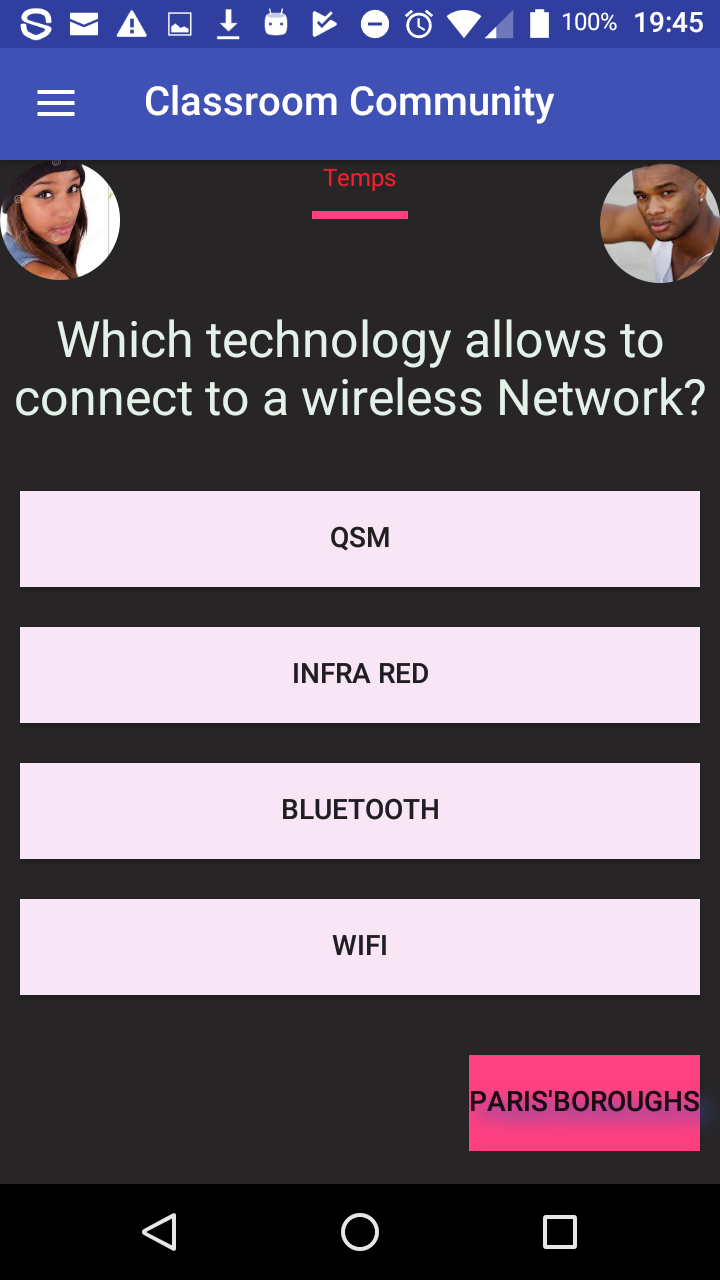 100% 19:45
Classroom Community
Temps
Which technology allows to
connect to a wireless Network?
QSM
INFRA RED
BLUETOOTH
WIFI
PARIS'BOROUGHS